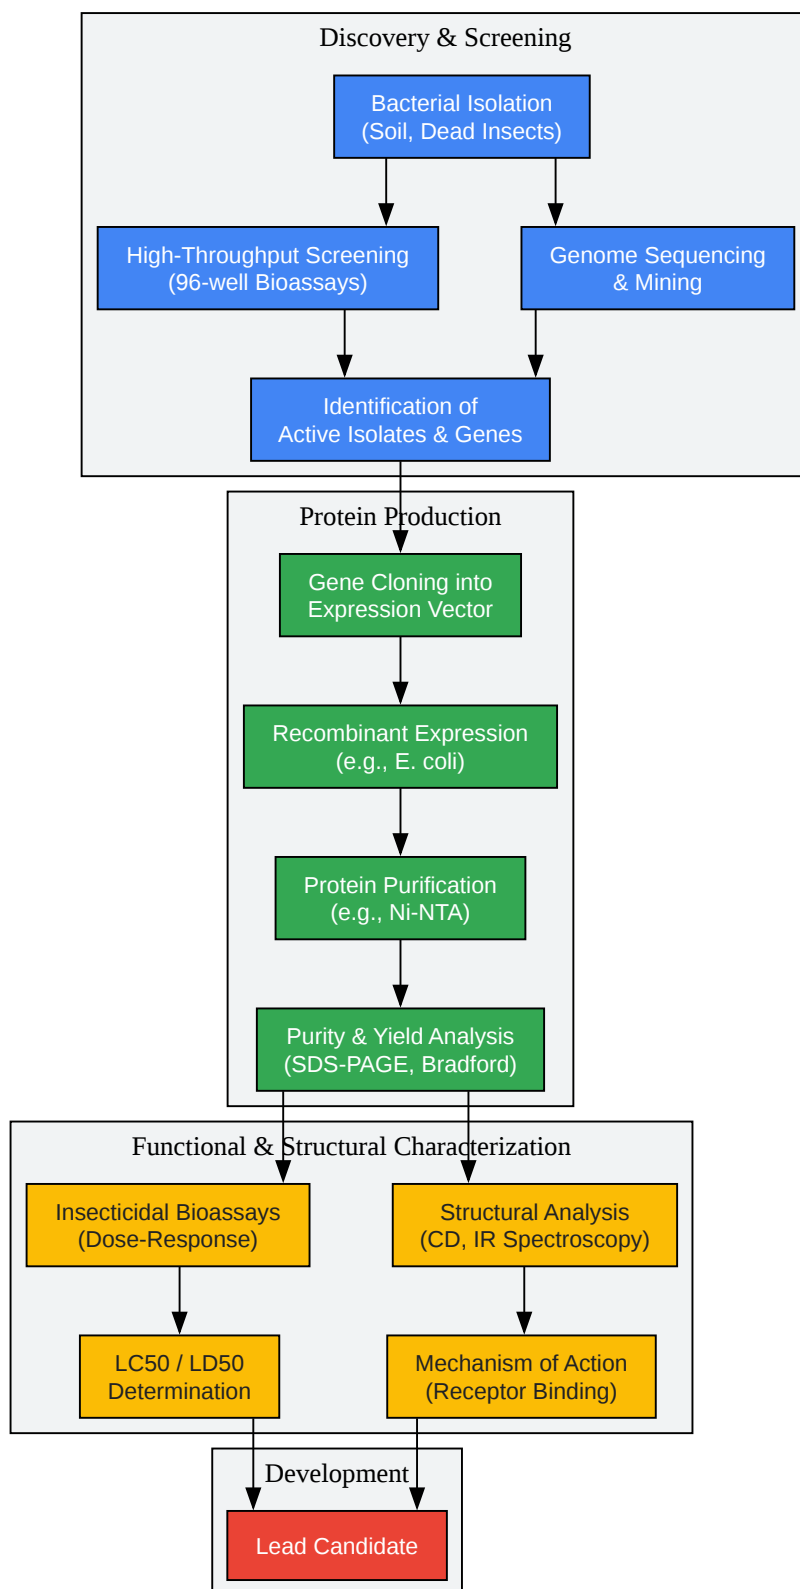 Discovery & Screening
Bacterial Isolation
(Soil, Dead Insects)
High-Throughput Screening
(96-well Bioassays)
Genome Sequencing
& Mining
Identification of
Active Isolates & Genes
Protein Production
Gene Cloning into
Expression Vector
Recombinant Expression
(e.g., E. coli)
Protein Purification
(e.g., Ni-NTA)
Purity & Yield Analysis
(SDS-PAGE, Bradford)
Functional & Structural Characterization
Insecticidal Bioassays
(Dose-Response)
Structural Analysis
(CD, IR Spectroscopy)
LC50 / LD50
Determination
Mechanism of Action
(Receptor Binding)
Development
Lead Candidate